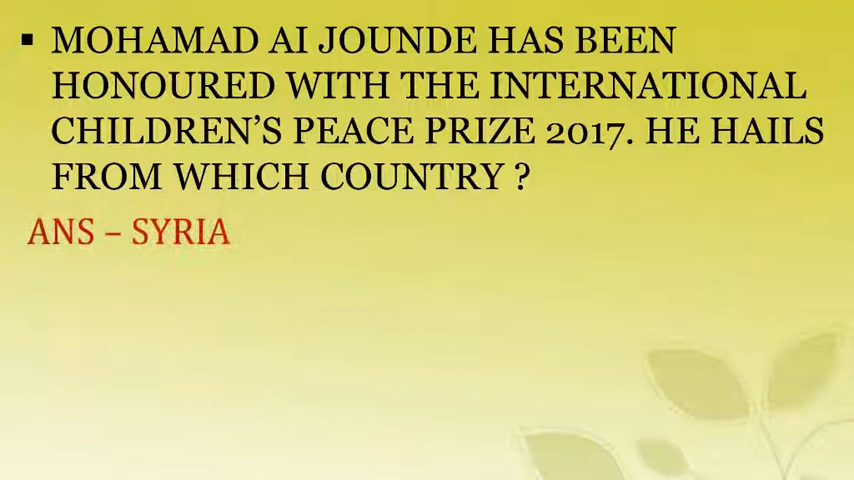 ▪ MOHAMAD AI JOUNDE HAS BEEN
HONOURED WITH THE INTERNATIONAL
CHILDREN’S PEACE PRIZE 2017. HE HAILS
FROM WHICH COUNTRY ?
ANS – SYRIA